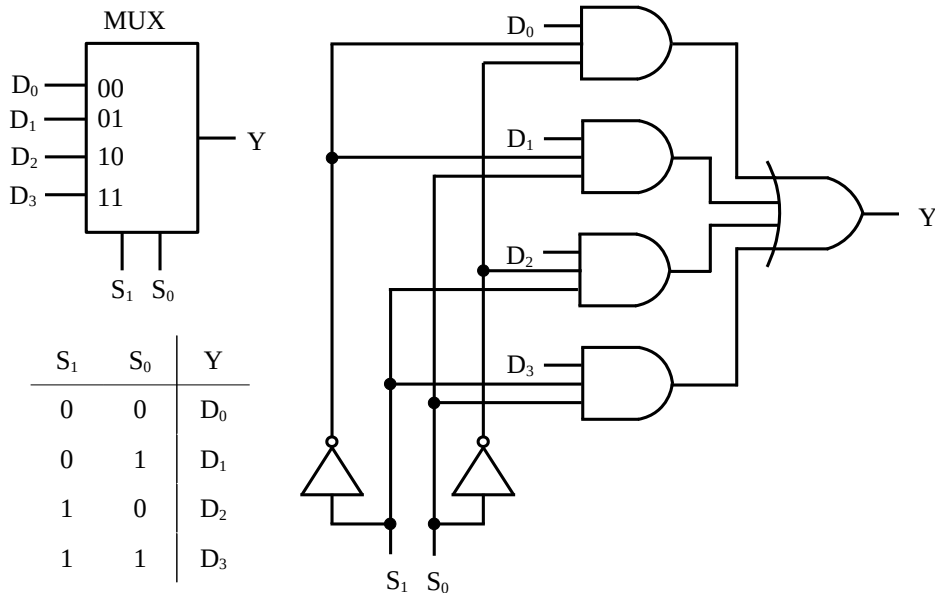 MUX
D₀ 00
D₁ 01
D₂ 10
D₃ 11
Y
S₁ S₀
S₁ S₀ Y
0 0 D₀
0 1 D₁
1 0 D₂
1 1 D₃
D₀
D₁
D₂
D₃
Y
S₁ S₀